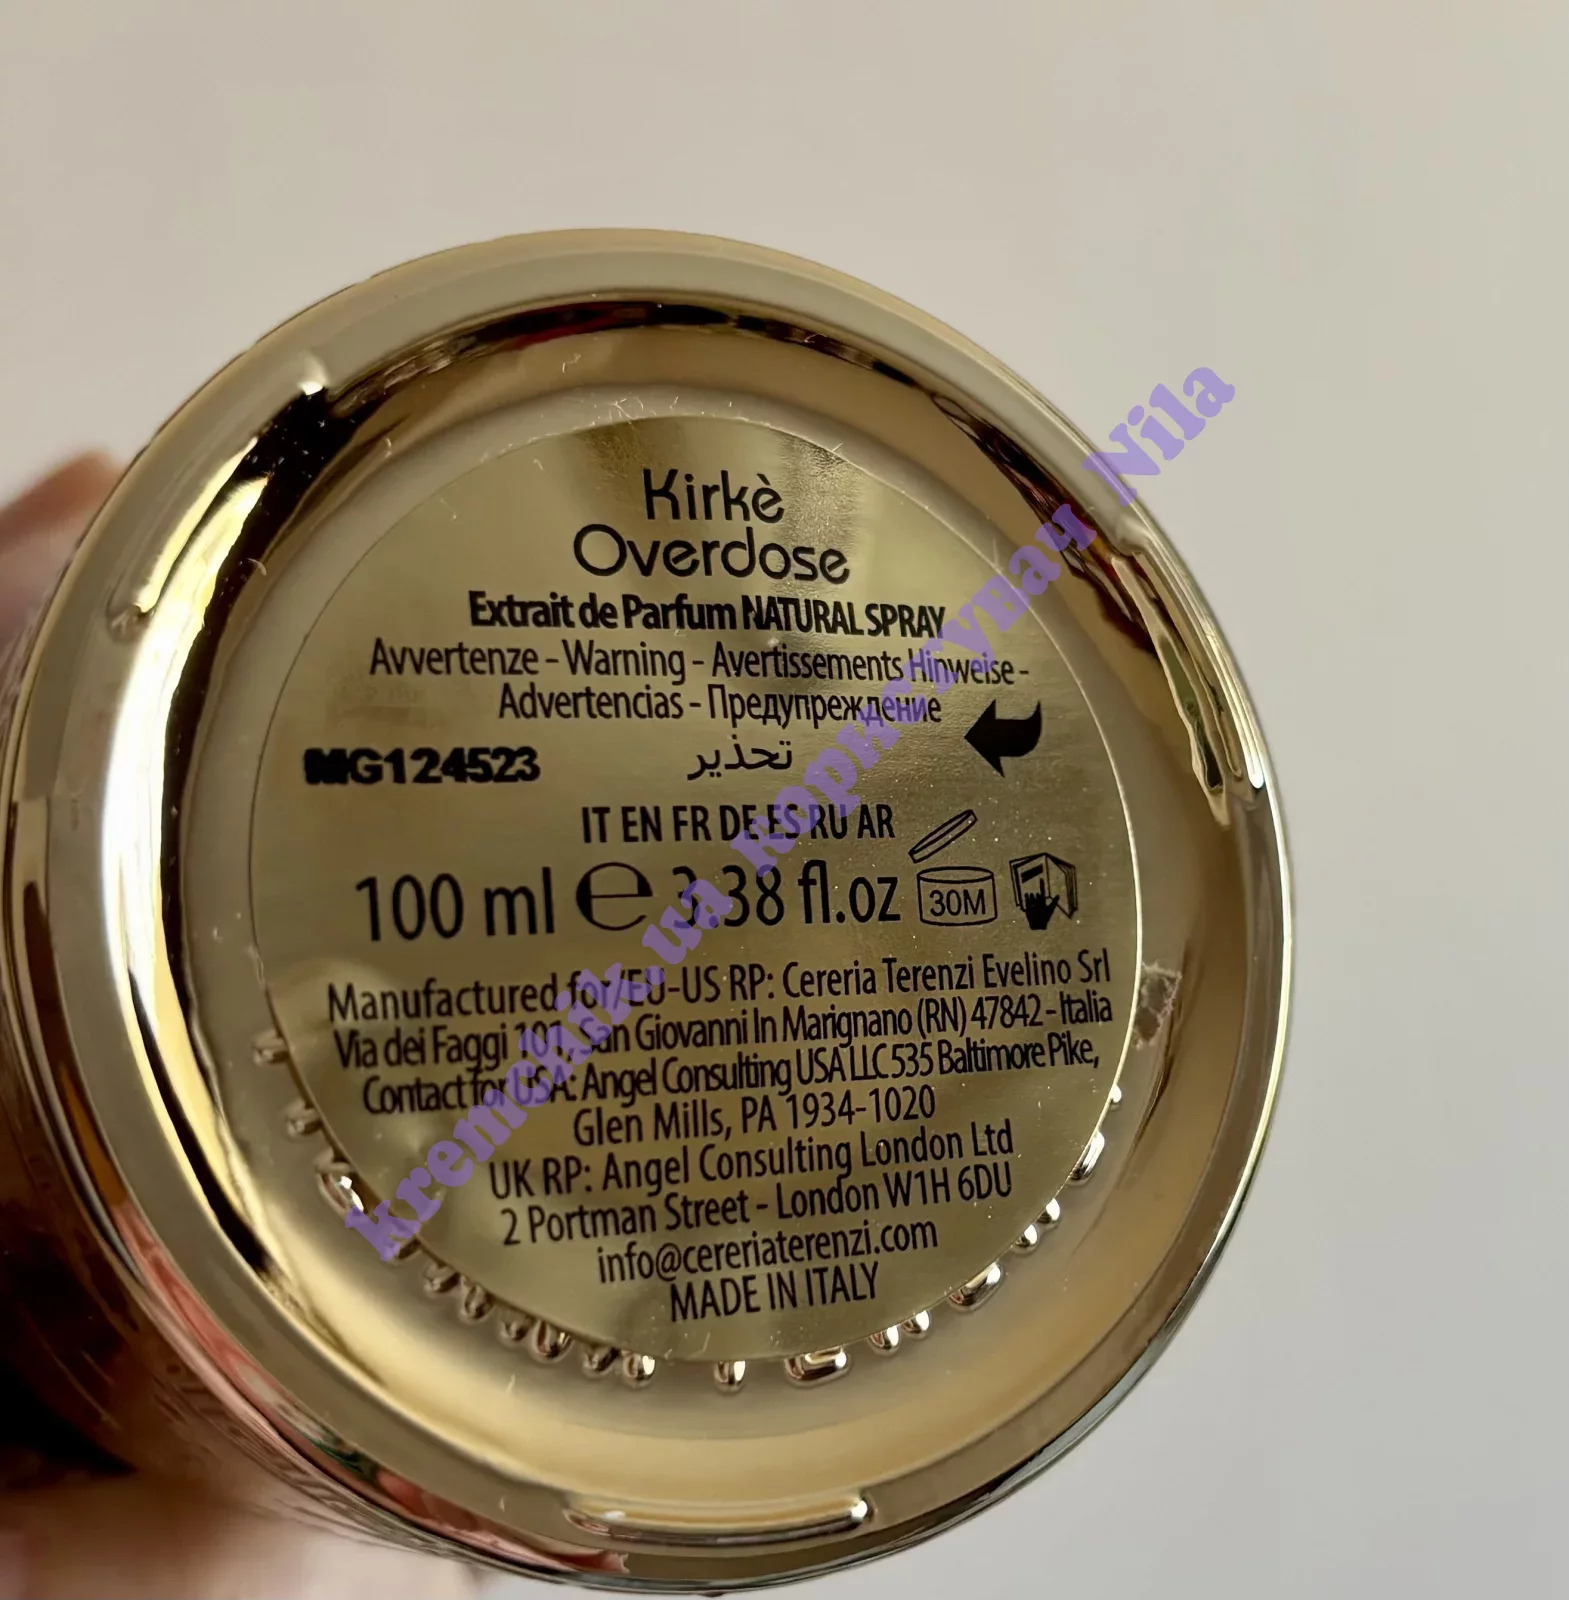 Kirkè
Overdose
Extrait de Parfum NATURAL SPRAY
Avvertenze - Warning - Avertissements Hinweise -
Advertencias - Предупреждение
تحذير
MG124523
IT EN FR DE ES RU AR
100 ml e 3.38 fl.oz 30M
Manufactured for/EU-US RP: Cereria Terenzi Evelino Srl
Via dei Faggi 107, San Giovanni In Marignano (RN) 47842 - Italia
Contact for USA: Angel Consulting USA LLC 535 Baltimore Pike,
Glen Mills, PA 1934-1020
UK RP: Angel Consulting London Ltd
2 Portman Street - London W1H 6DU
info@cereriaterenzi.com
MADE IN ITALY
kremchik.ua користувач Nila